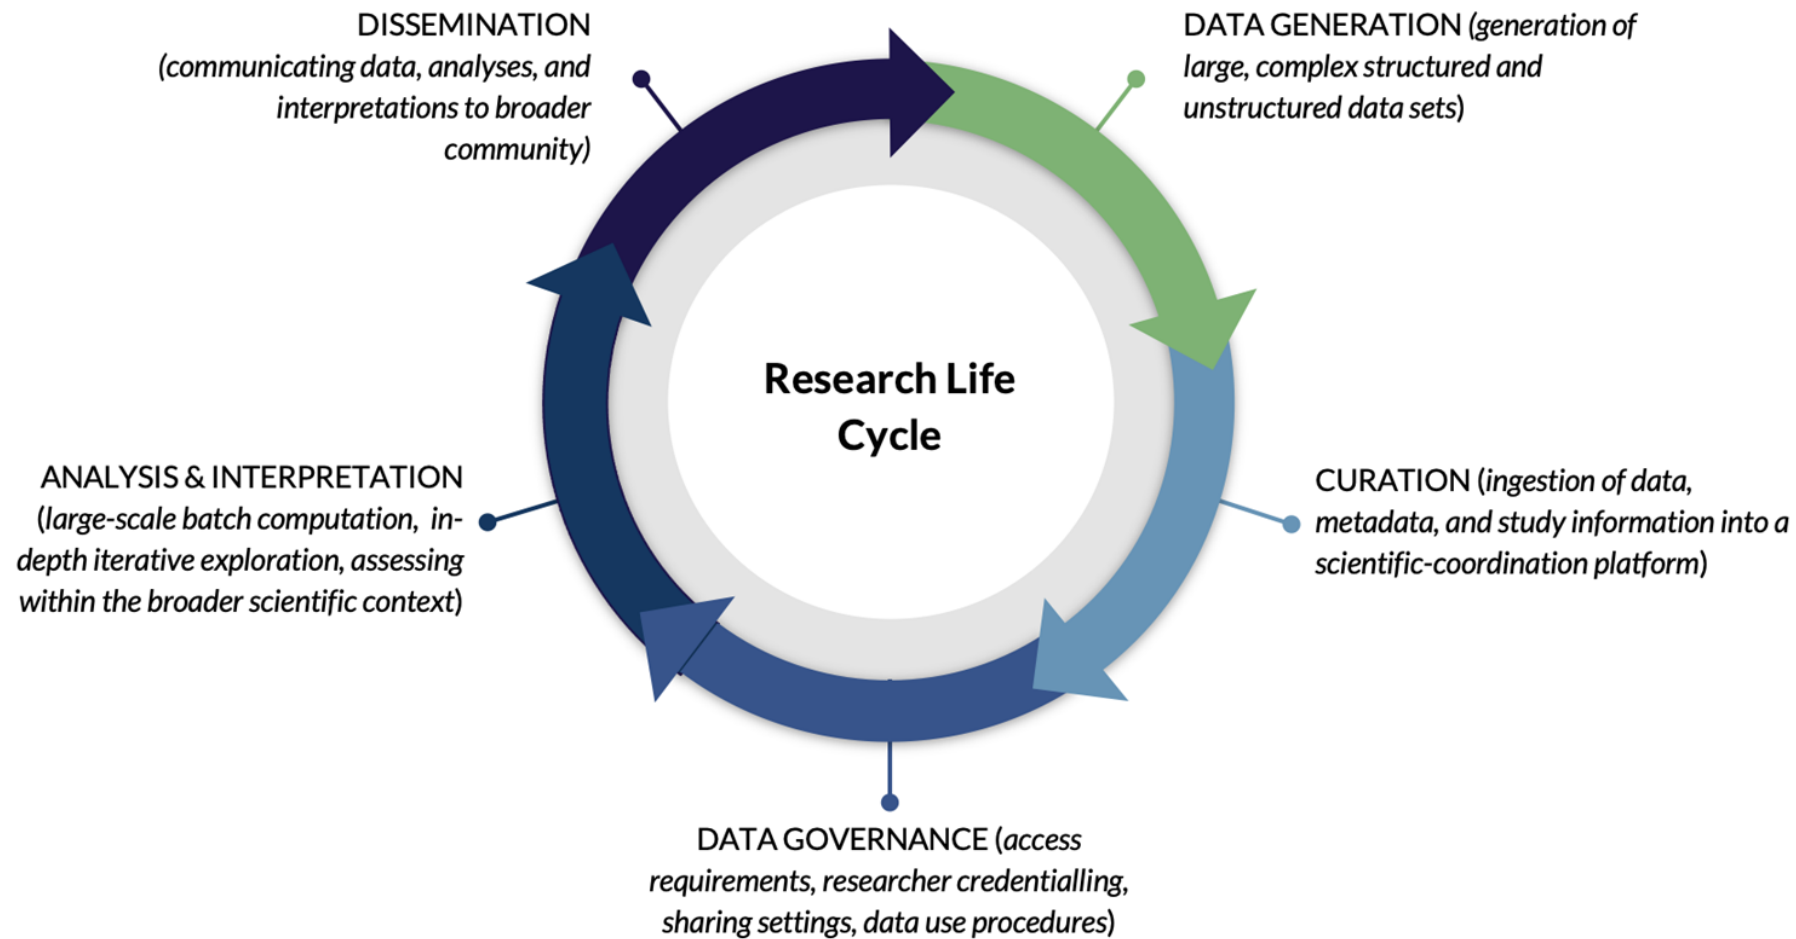 DISSEMINATION
(communicating data, analyses, and
interpretations to broader
community)
DATA GENERATION (generation of
large, complex structured and
unstructured data sets)
Research Life
Cycle
ANALYSIS & INTERPRETATION
(large-scale batch computation, in-
depth iterative exploration, assessing
within the broader scientific context)
CURATION (ingestion of data,
metadata, and study information into a
scientific-coordination platform)
DATA GOVERNANCE (access
requirements, researcher credentialling,
sharing settings, data use procedures)